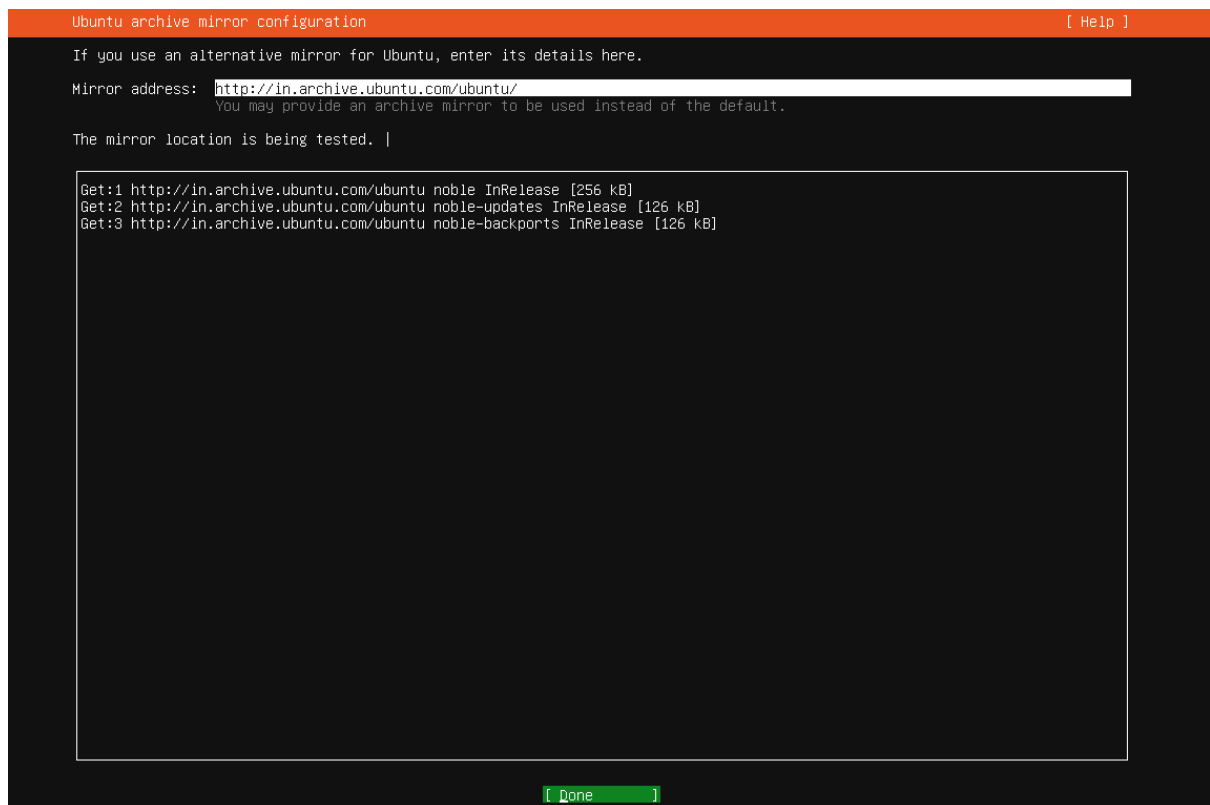 Ubuntu archive mirror configuration [ Help ]
If you use an alternative mirror for Ubuntu, enter its details here.
Mirror address: http://in.archive.ubuntu.com/ubuntu/
You may provide an archive mirror to be used instead of the default.
The mirror location is being tested. |
Get:1 http://in.archive.ubuntu.com/ubuntu noble InRelease [256 kB]
Get:2 http://in.archive.ubuntu.com/ubuntu noble-updates InRelease [126 kB]
Get:3 http://in.archive.ubuntu.com/ubuntu noble-backports InRelease [126 kB]
[ Done ]